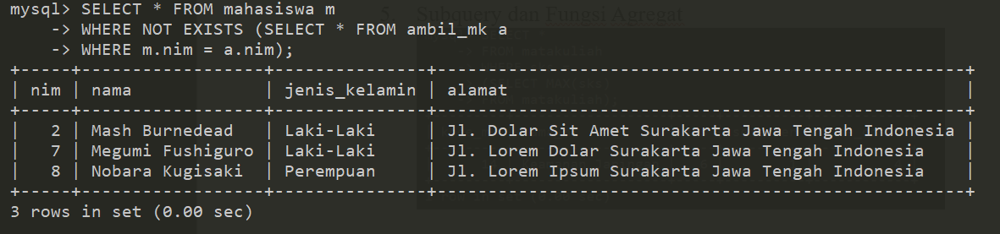 mysql> SELECT * FROM mahasiswa m
5. Subquery dan Fungsi Agregat
-> WHERE NOT EXISTS (SELECT * FROM ambil_mk a
-> WHERE m.nim = a.nim);
+-----+------------------+---------------+----------------------------------------------------+
| nim | nama | jenis_kelamin | alamat |
+-----+------------------+---------------+----------------------------------------------------+
| 2 | Mash Burnedead | Laki-Laki | Jl. Dolar Sit Amet Surakarta Jawa Tengah Indonesia |
| 7 | Megumi Fushiguro | Laki-Laki | Jl. Lorem Dolar Surakarta Jawa Tengah Indonesia |
| 8 | Nobara Kugisaki | Perempuan | Jl. Lorem Ipsum Surakarta Jawa Tengah Indonesia |
+-----+------------------+---------------+----------------------------------------------------+
3 rows in set (0.00 sec)